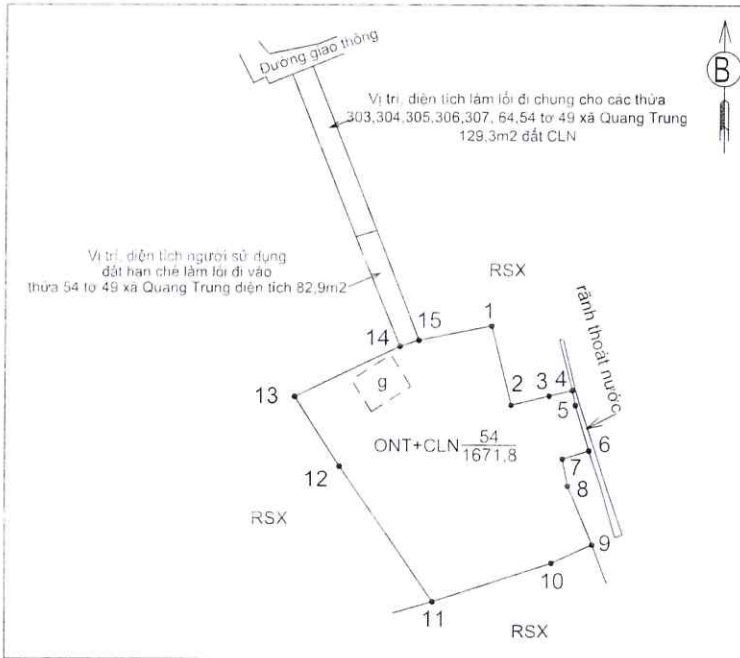 Đường giao thông
B
Vị trí, diện tích làm lối đi chung cho các thửa
303,304,305,306,307, 64,54 tờ 49 xã Quang Trung
129,3m2 đất CLN
Vị trí, diện tích người sử dụng
đất hạn chế làm lối đi vào
thửa 54 tờ 49 xã Quang Trung diện tích 82,9m2
RSX
rãnh thoát nước
15
1
14
g
13
2
3
4
5
ONT+CLN 54
1671,8
6
7
8
12
RSX
9
10
11
RSX